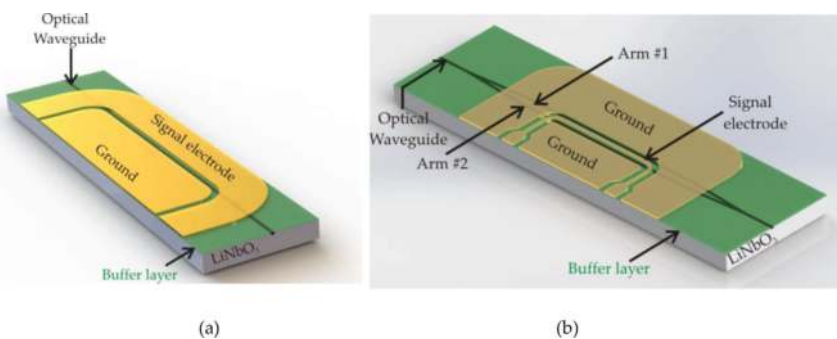 Optical
Waveguide
Signal electrode
Ground
Buffer layer
LiNbO₃
(a)
Arm #1
Ground
Signal
electrode
Optical
Waveguide
Arm #2
Ground
Buffer layer
LiNbO₃
(b)